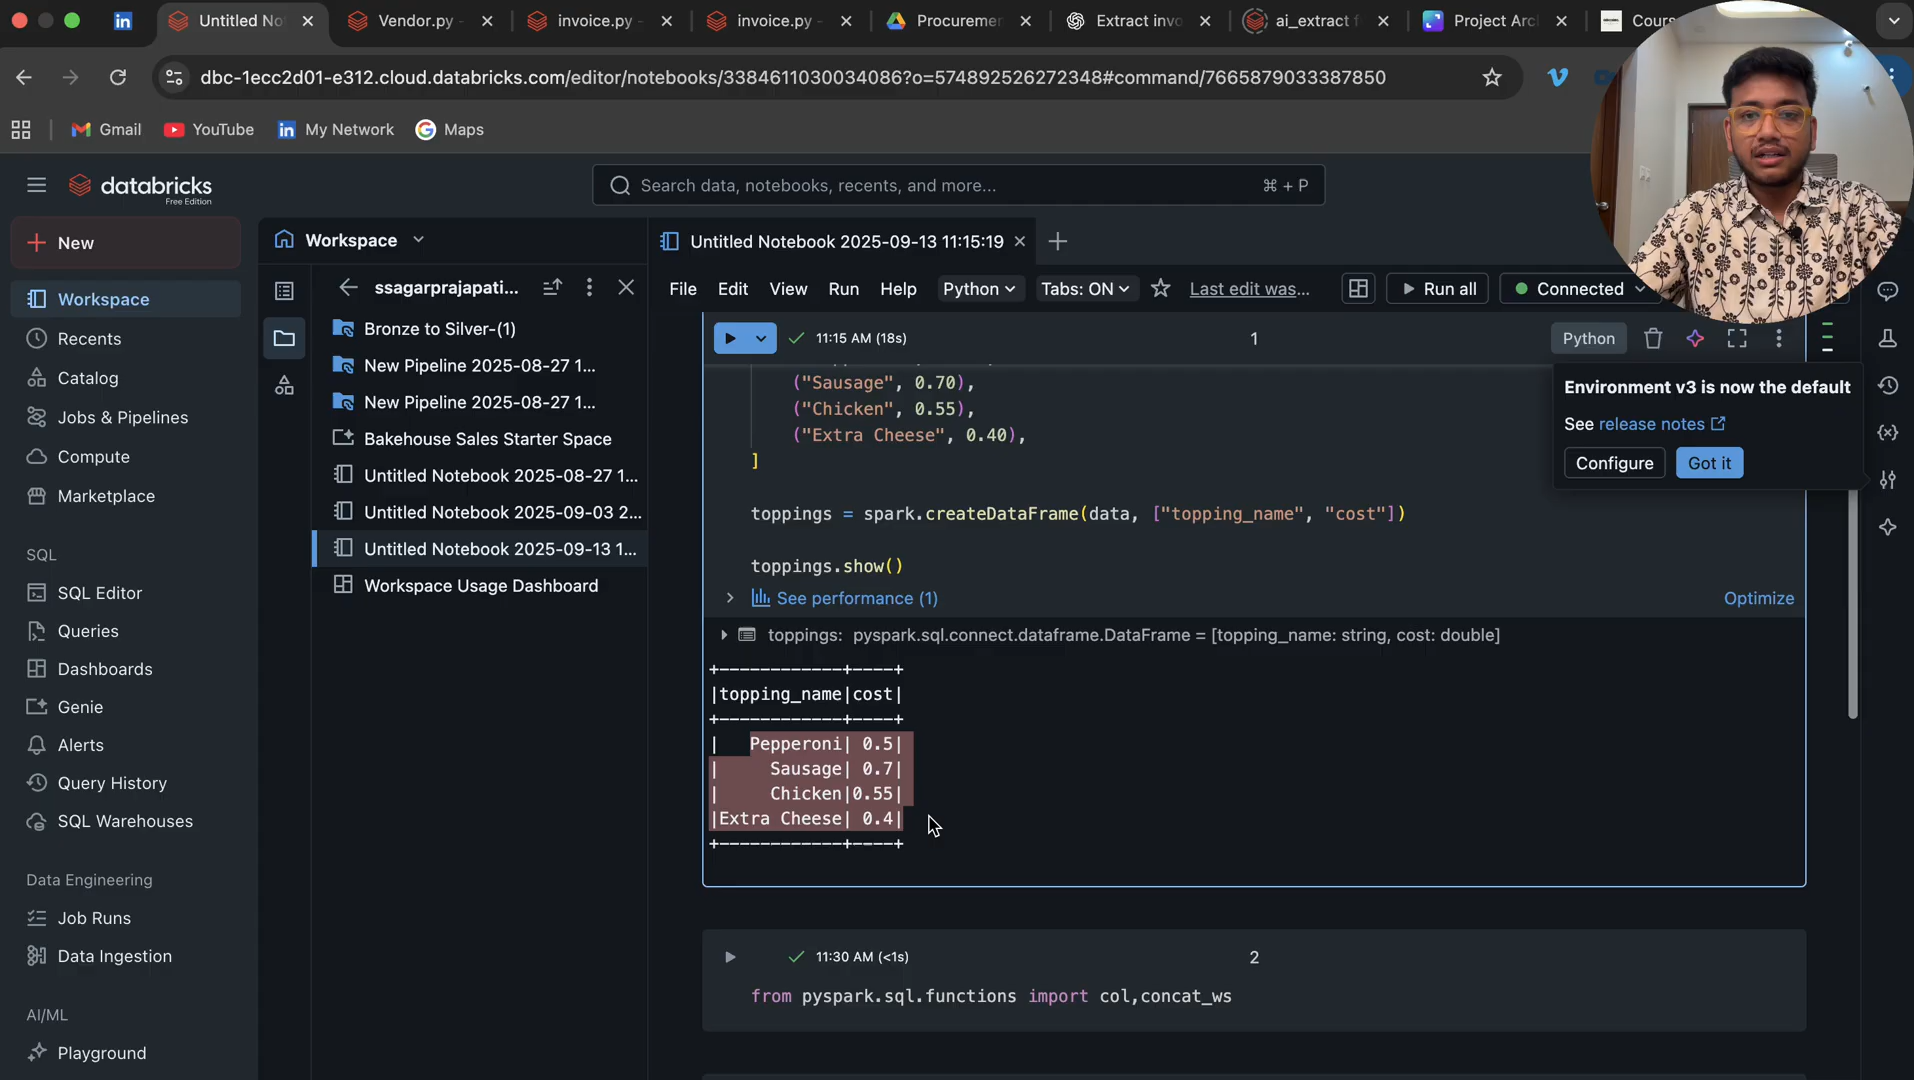 Untitled No
Vendor.py -
invoice.py -
invoice.py -
Procuremen
Extract invo
ai_extract f
Project Arc
Cours
dbc-1ecc2d01-e312.cloud.databricks.com/editor/notebooks/3384611030034086?o=574892526272348#command/7665879033387850
Gmail
YouTube
My Network
Maps
databricks
Free Edition
Search data, notebooks, recents, and more...
⌘ + P
New
Workspace
Recents
Catalog
Jobs & Pipelines
Compute
Marketplace
SQL
SQL Editor
Queries
Dashboards
Genie
Alerts
Query History
SQL Warehouses
Data Engineering
Job Runs
Data Ingestion
AI/ML
Playground
Workspace
ssagarprajapati...
Bronze to Silver-(1)
New Pipeline 2025-08-27 1...
New Pipeline 2025-08-27 1...
Bakehouse Sales Starter Space
Untitled Notebook 2025-08-27 1...
Untitled Notebook 2025-09-03 2...
Untitled Notebook 2025-09-13 1...
Workspace Usage Dashboard
Untitled Notebook 2025-09-13 11:15:19
File Edit View Run Help Python Tabs: ON Last edit was... Run all Connected
11:15 AM (18s)
1
Python
("Sausage", 0.70),
("Chicken", 0.55),
("Extra Cheese", 0.40),
]
toppings = spark.createDataFrame(data, ["topping_name", "cost"])
toppings.show()
See performance (1)
Optimize
toppings: pyspark.sql.connect.dataframe.DataFrame = [topping_name: string, cost: double]
+------------+----+
|topping_name|cost|
+------------+----+
|   Pepperoni| 0.5|
|     Sausage| 0.7|
|     Chicken|0.55|
|Extra Cheese| 0.4|
+------------+----+
11:30 AM (<1s)
2
from pyspark.sql.functions import col,concat_ws
Environment v3 is now the default
See release notes
Configure
Got it